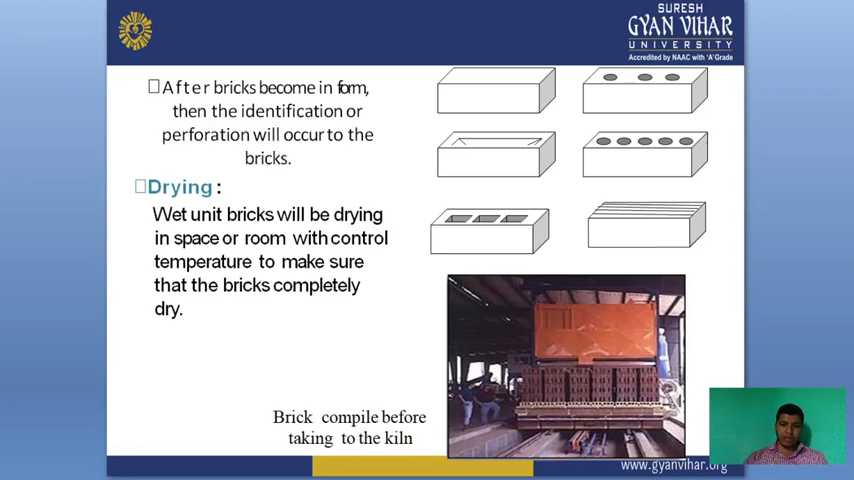 SURESH
GYAN VIHAR
UNIVERSITY
Accredited by NAAC with 'A' Grade
After bricks become in form,
then the identification or
perforation will occur to the
bricks.
Drying :
Wet unit bricks will be drying
in space or room with control
temperature to make sure
that the bricks completely
dry.
Brick compile before
taking to the kiln
www.gyanvihar.org